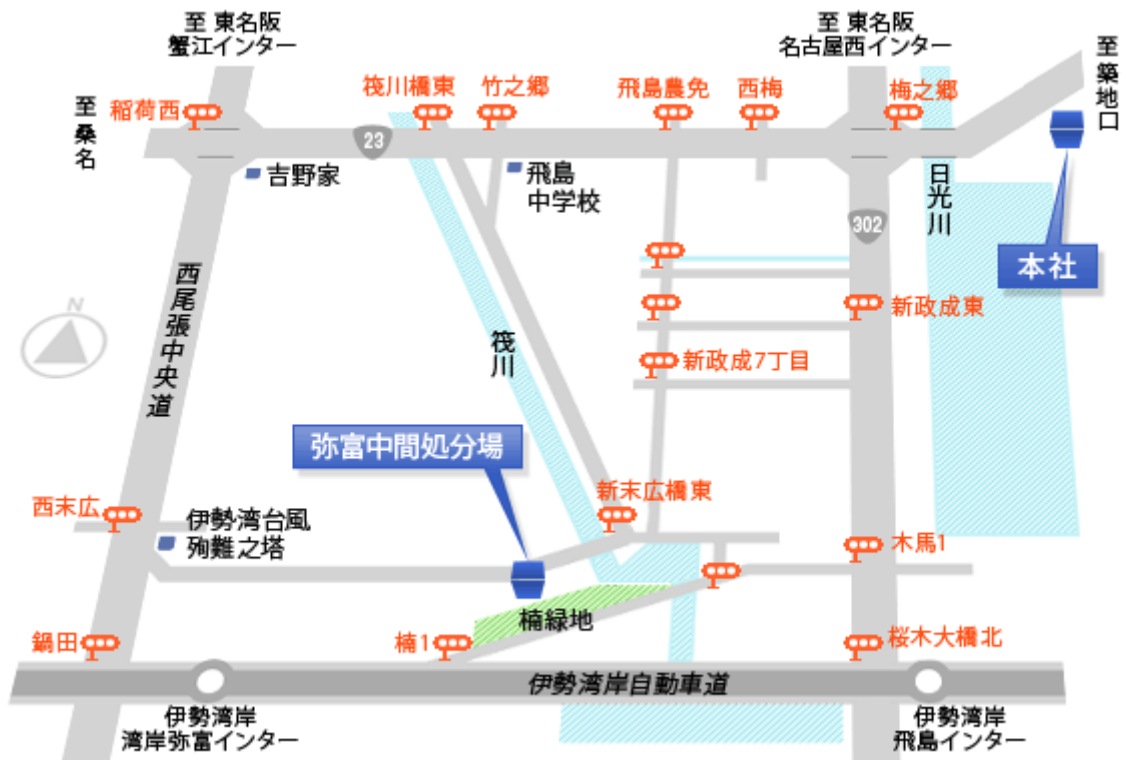 至 東名阪
蟹江インター
至 東名阪
名古屋西インター
至築地口
至桑名
稲荷西
筏川橋東
竹之郷
飛島農免
西梅
梅之郷
23
吉野家
飛島
中学校
日光川
302
本社
西尾張中央道
N
筏川
新政成東
新政成7丁目
弥富中間処分場
西末広
伊勢湾台風
殉難之塔
新末広橋東
木馬1
楠緑地
鍋田
楠1
桜木大橋北
伊勢湾岸自動車道
伊勢湾岸
湾岸弥富インター
伊勢湾岸
飛島インター